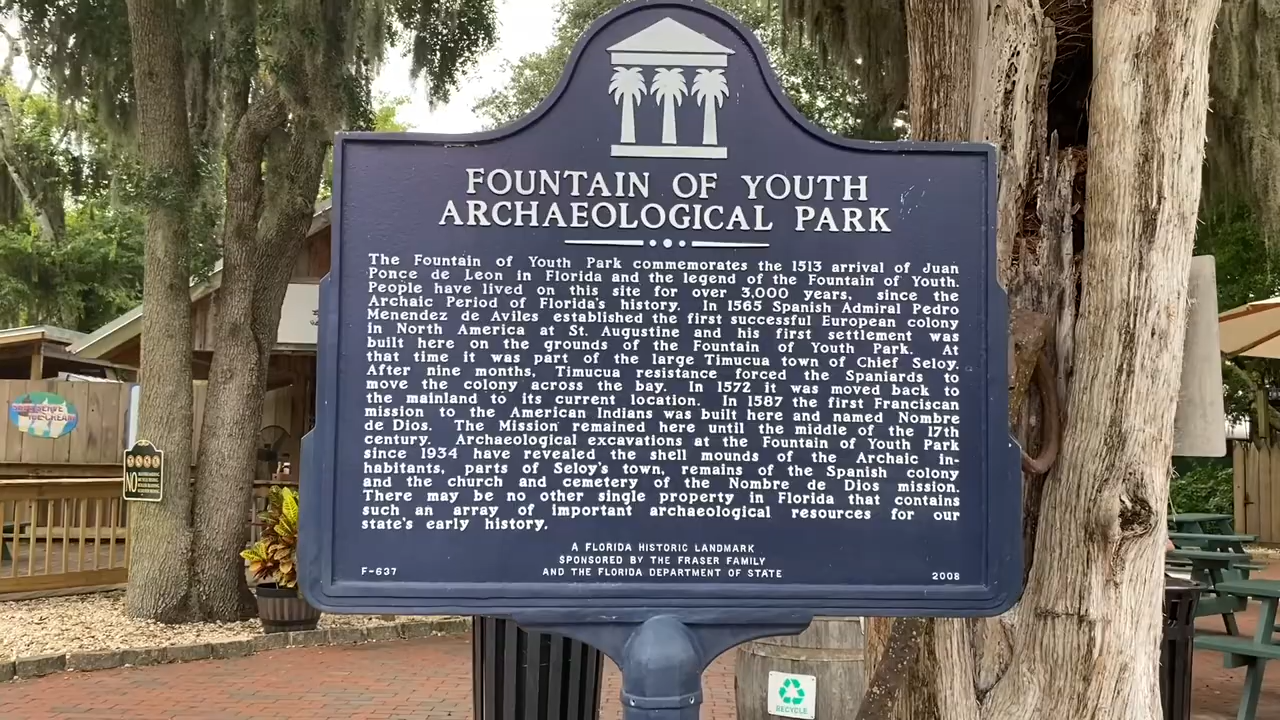 FOUNTAIN OF YOUTH
ARCHAEOLOGICAL PARK
The Fountain of Youth Park commemorates the 1513 arrival of Juan
Ponce de Leon in Florida and the legend of the Fountain of Youth.
People have lived on this site for over 3,000 years, since the
Archaic Period of Florida's history. In 1565 Spanish Admiral Pedro
Menendez de Aviles established the first successful European colony
in North America at St. Augustine and his first settlement was
built here on the grounds of the Fountain of Youth Park. At
that time it was part of the large Timucua town of Chief Seloy.
After nine months, Timucua resistance forced the Spaniards to
move the colony across the bay. In 1572 it was moved back to
the mainland to its current location. In 1587 the first Franciscan
mission to the American Indians was built here and named Nombre
de Dios. The Mission remained here until the middle of the 17th
century. Archaeological excavations at the Fountain of Youth Park
since 1934 have revealed the shell mounds of the Archaic in-
habitants, parts of Seloy's town, remains of the Spanish colony
and the church and cemetery of the Nombre de Dios mission.
There may be no other single property in Florida that contains
such an array of important archaeological resources for our
state's early history.
A FLORIDA HISTORIC LANDMARK
SPONSORED BY THE FRASER FAMILY
AND THE FLORIDA DEPARTMENT OF STATE
F-637
2008
NO
RECYCLE